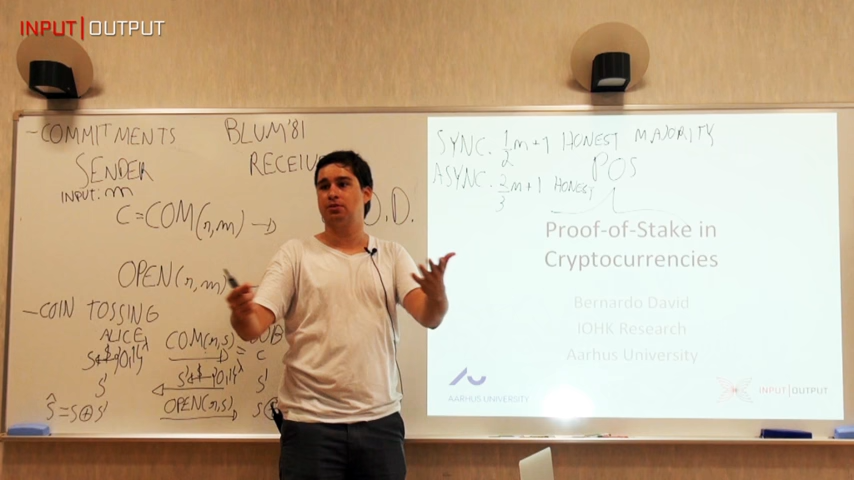 INPUT|OUTPUT
-COMMITMENTS BLUM'81
SENDER
INPUT: m
C=COM(r,m)
OPEN(r,m)
-COIN TOSSING
ALICE
COM(r,s)
C
S'
S'
OPEN(r,s)
Ŝ=S⊕S'
SYNC. 1/2 m+1 HONEST MAJORITY
ASYNC. 2/3 m+1 HONEST
POS
Proof-of-Stake in
Cryptocurrencies
Bernardo David
IOHK Research
Aarhus University
AARHUS UNIVERSITY
INPUT|OUTPUT